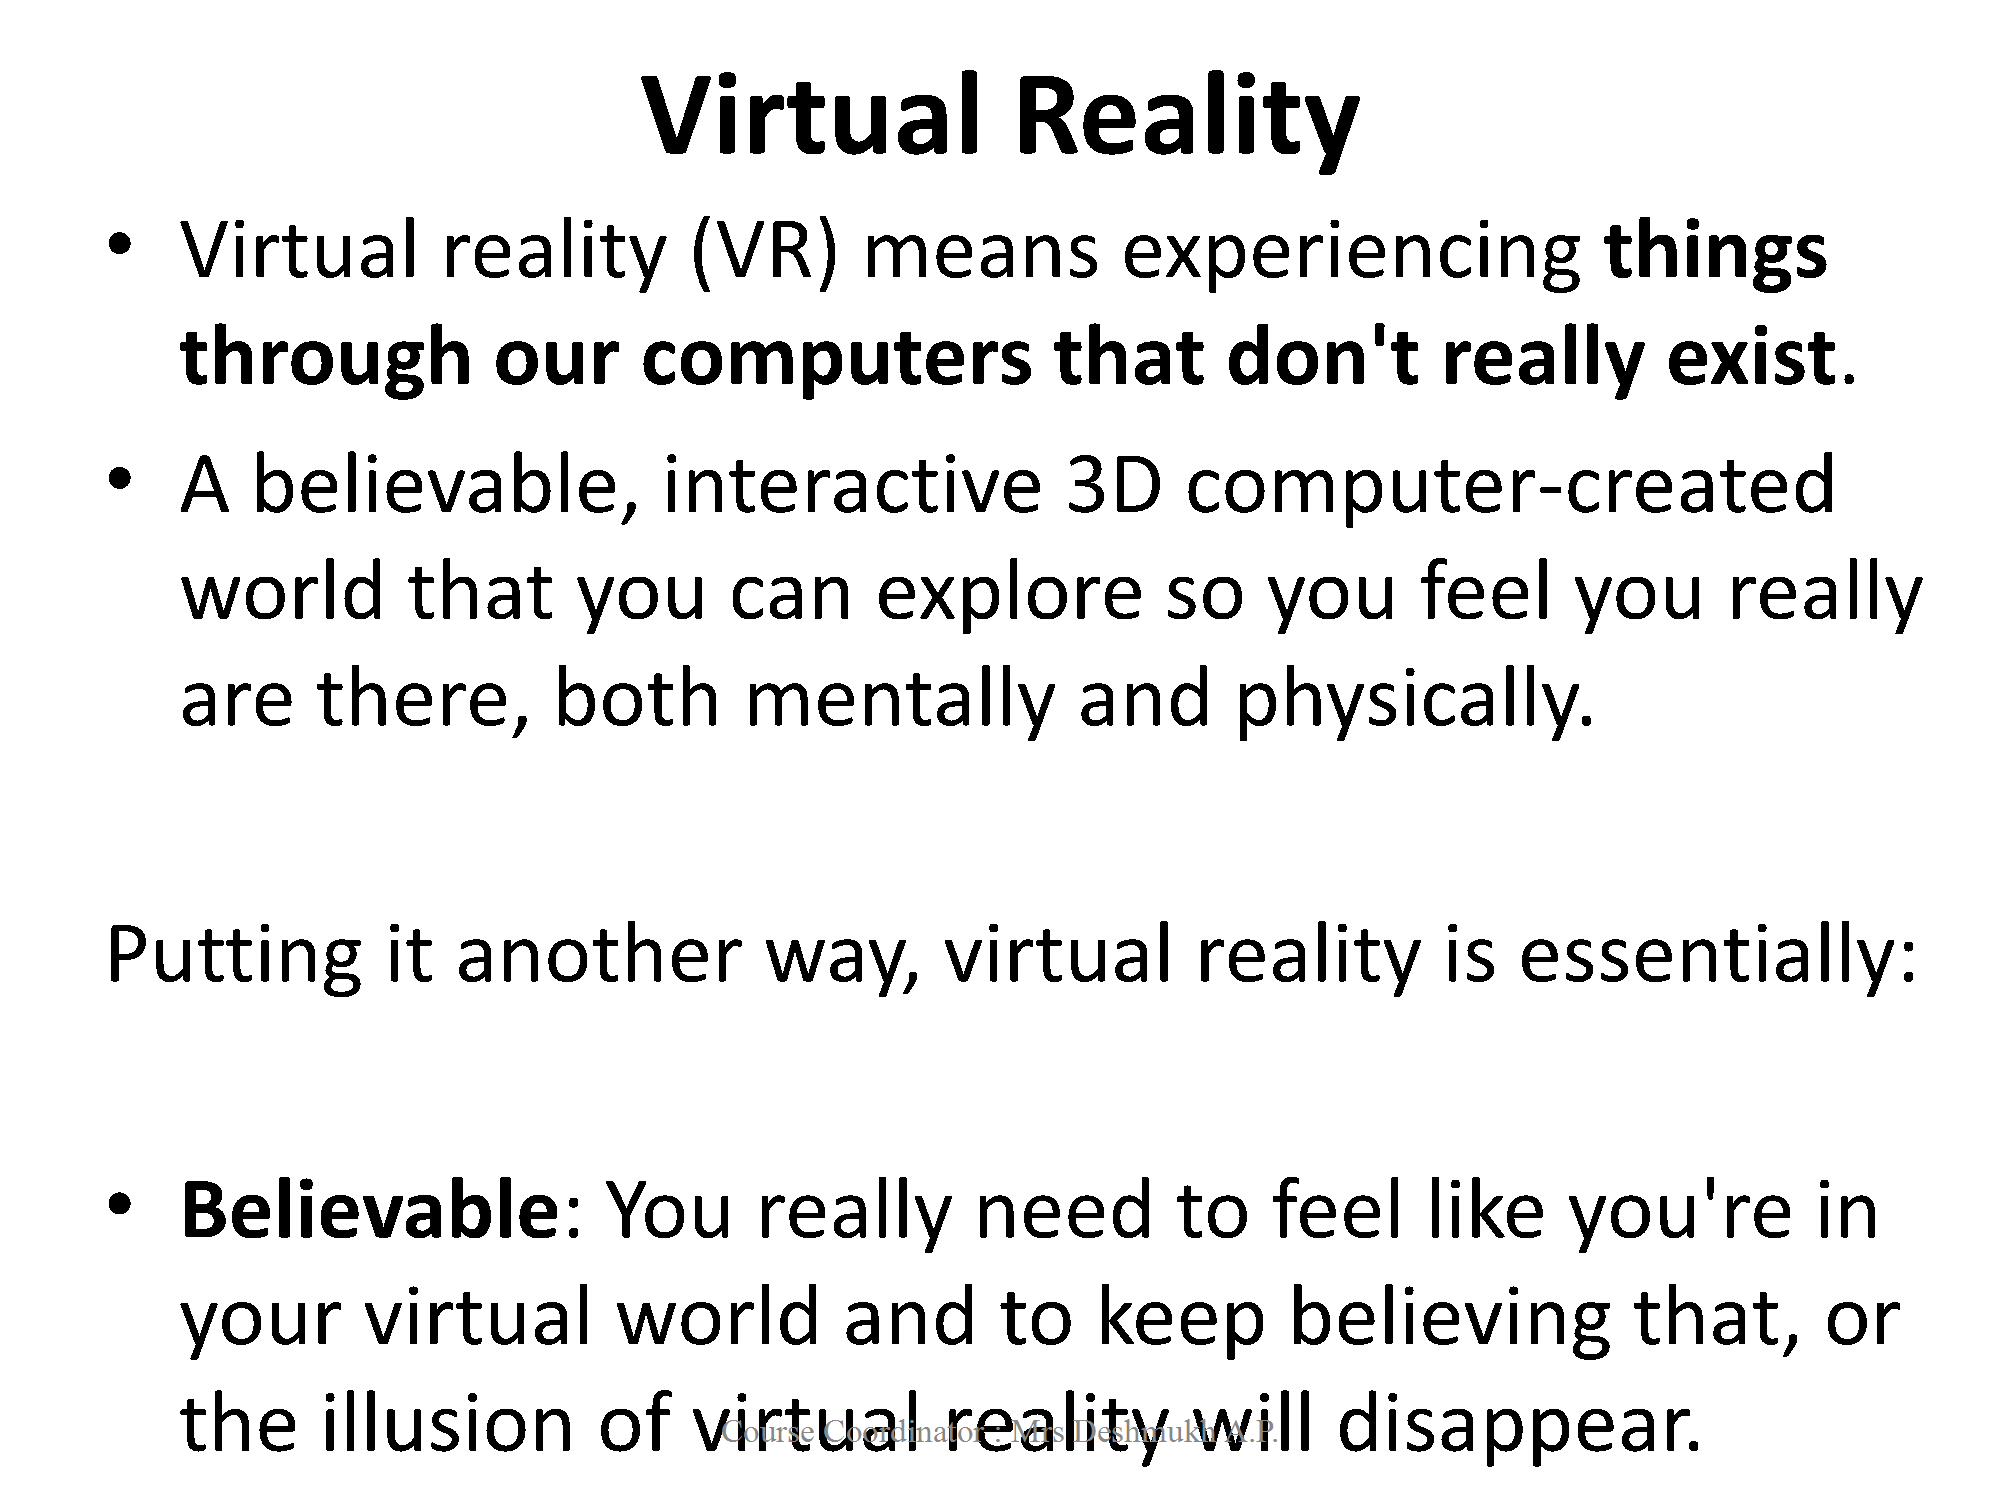 Virtual Reality
• Virtual reality (VR) means experiencing things
through our computers that don't really exist.
• A believable, interactive 3D computer-created
world that you can explore so you feel you really
are there, both mentally and physically.
Putting it another way, virtual reality is essentially:
• Believable: You really need to feel like you're in
your virtual world and to keep believing that, or
the illusion of virtual reality will disappear.
Course Coordinator : Mrs Deshmukh A.P.